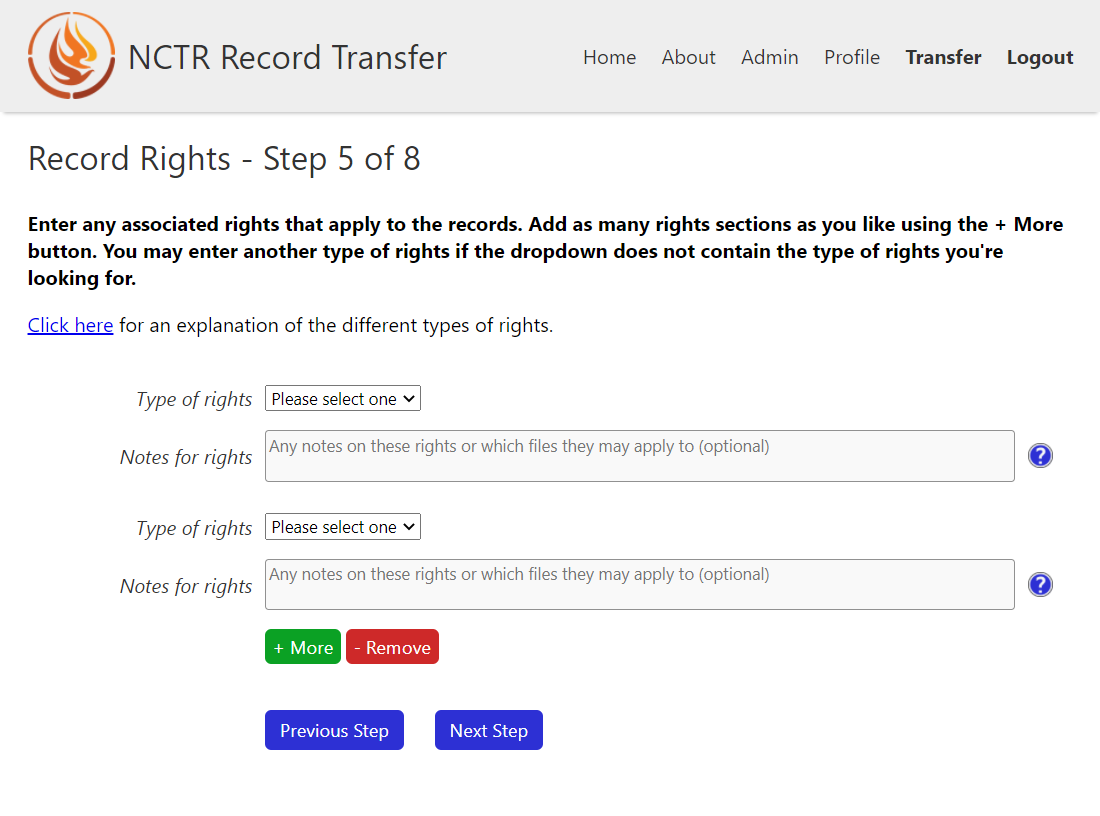 NCTR Record Transfer
Home About Admin Profile Transfer Logout
Record Rights - Step 5 of 8
Enter any associated rights that apply to the records. Add as many rights sections as you like using the + More
button. You may enter another type of rights if the dropdown does not contain the type of rights you're
looking for.
Click here for an explanation of the different types of rights.
Type of rights Please select one
Notes for rights Any notes on these rights or which files they may apply to (optional) ?
Type of rights Please select one
Notes for rights Any notes on these rights or which files they may apply to (optional) ?
+ More - Remove
Previous Step Next Step